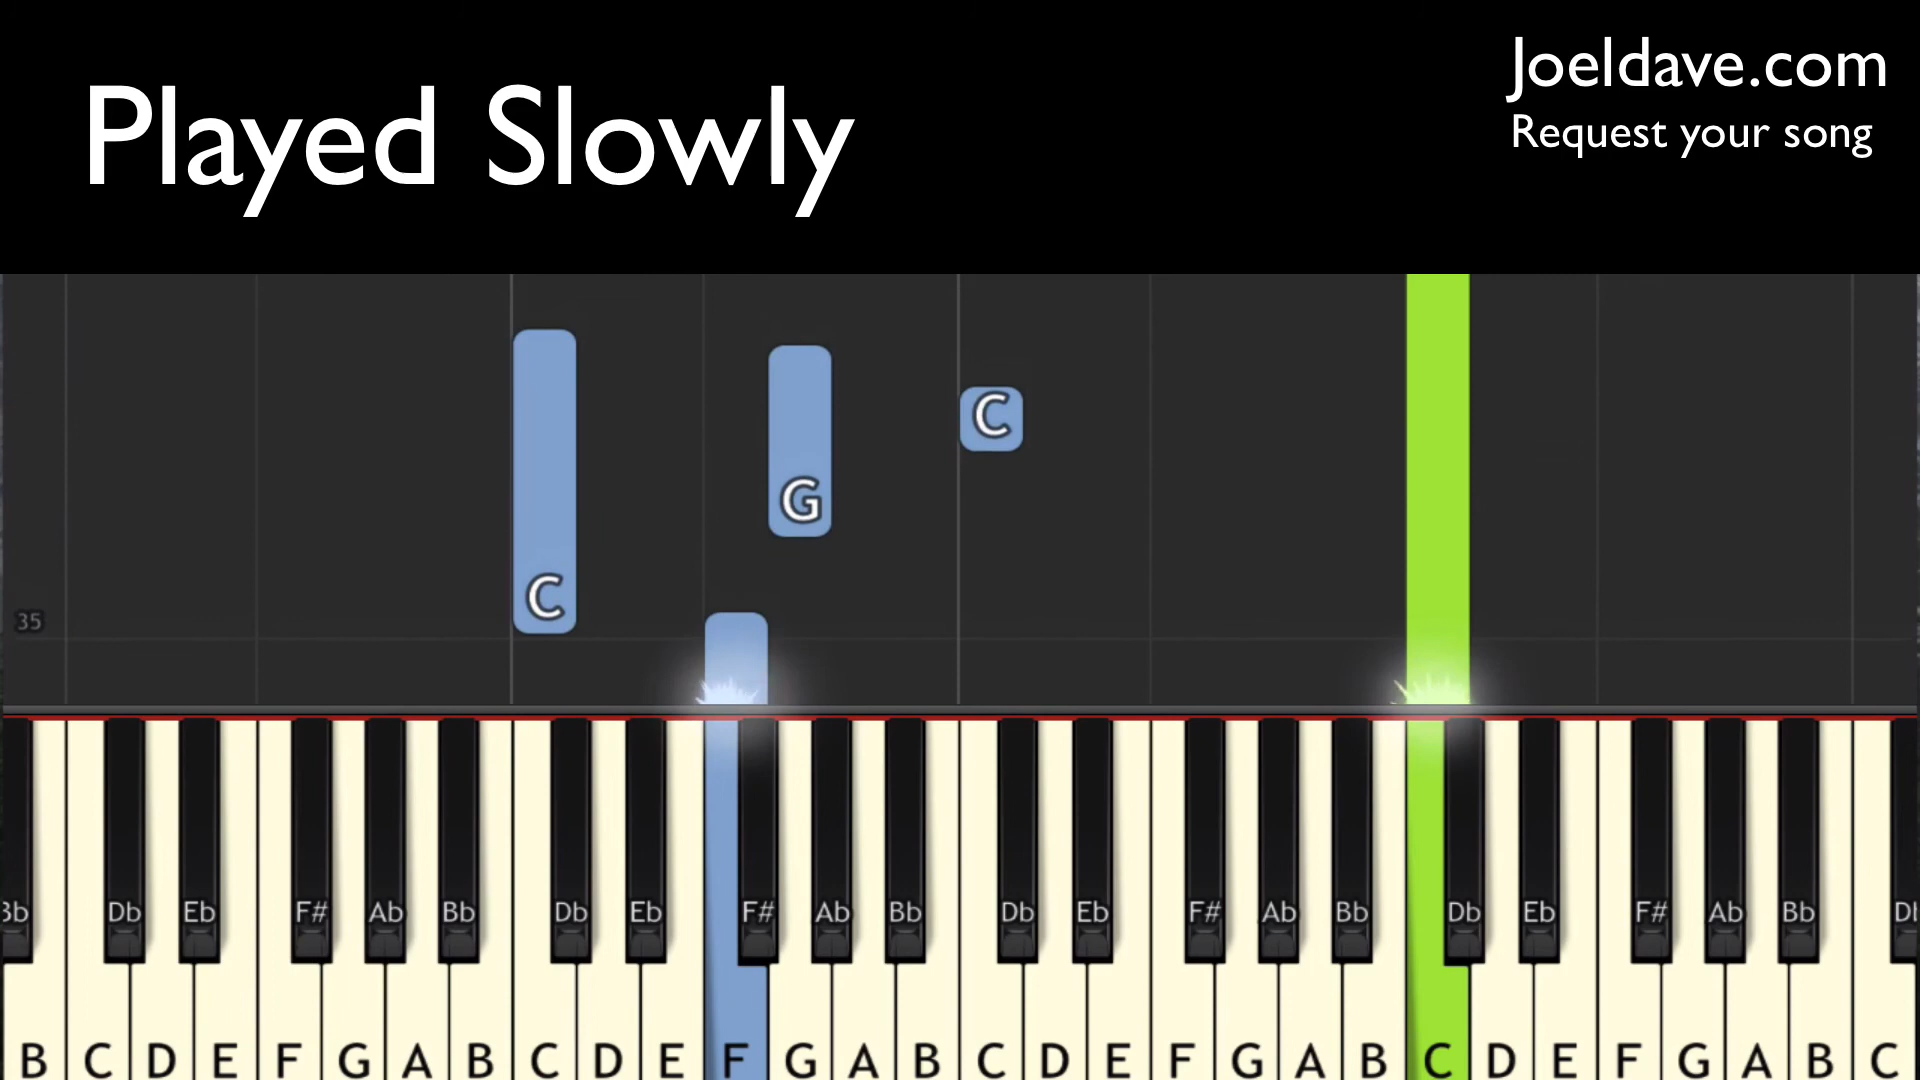 Joeldave.com
Played Slowly
Request your song
C
G
C
35
Bb Db Eb F# Ab Bb Db Eb F# Ab Bb Db Eb F# Ab Bb Db Eb F# Ab Bb
B C D E F G A B C D E F G A B C D E F G A B C D E F G A B C